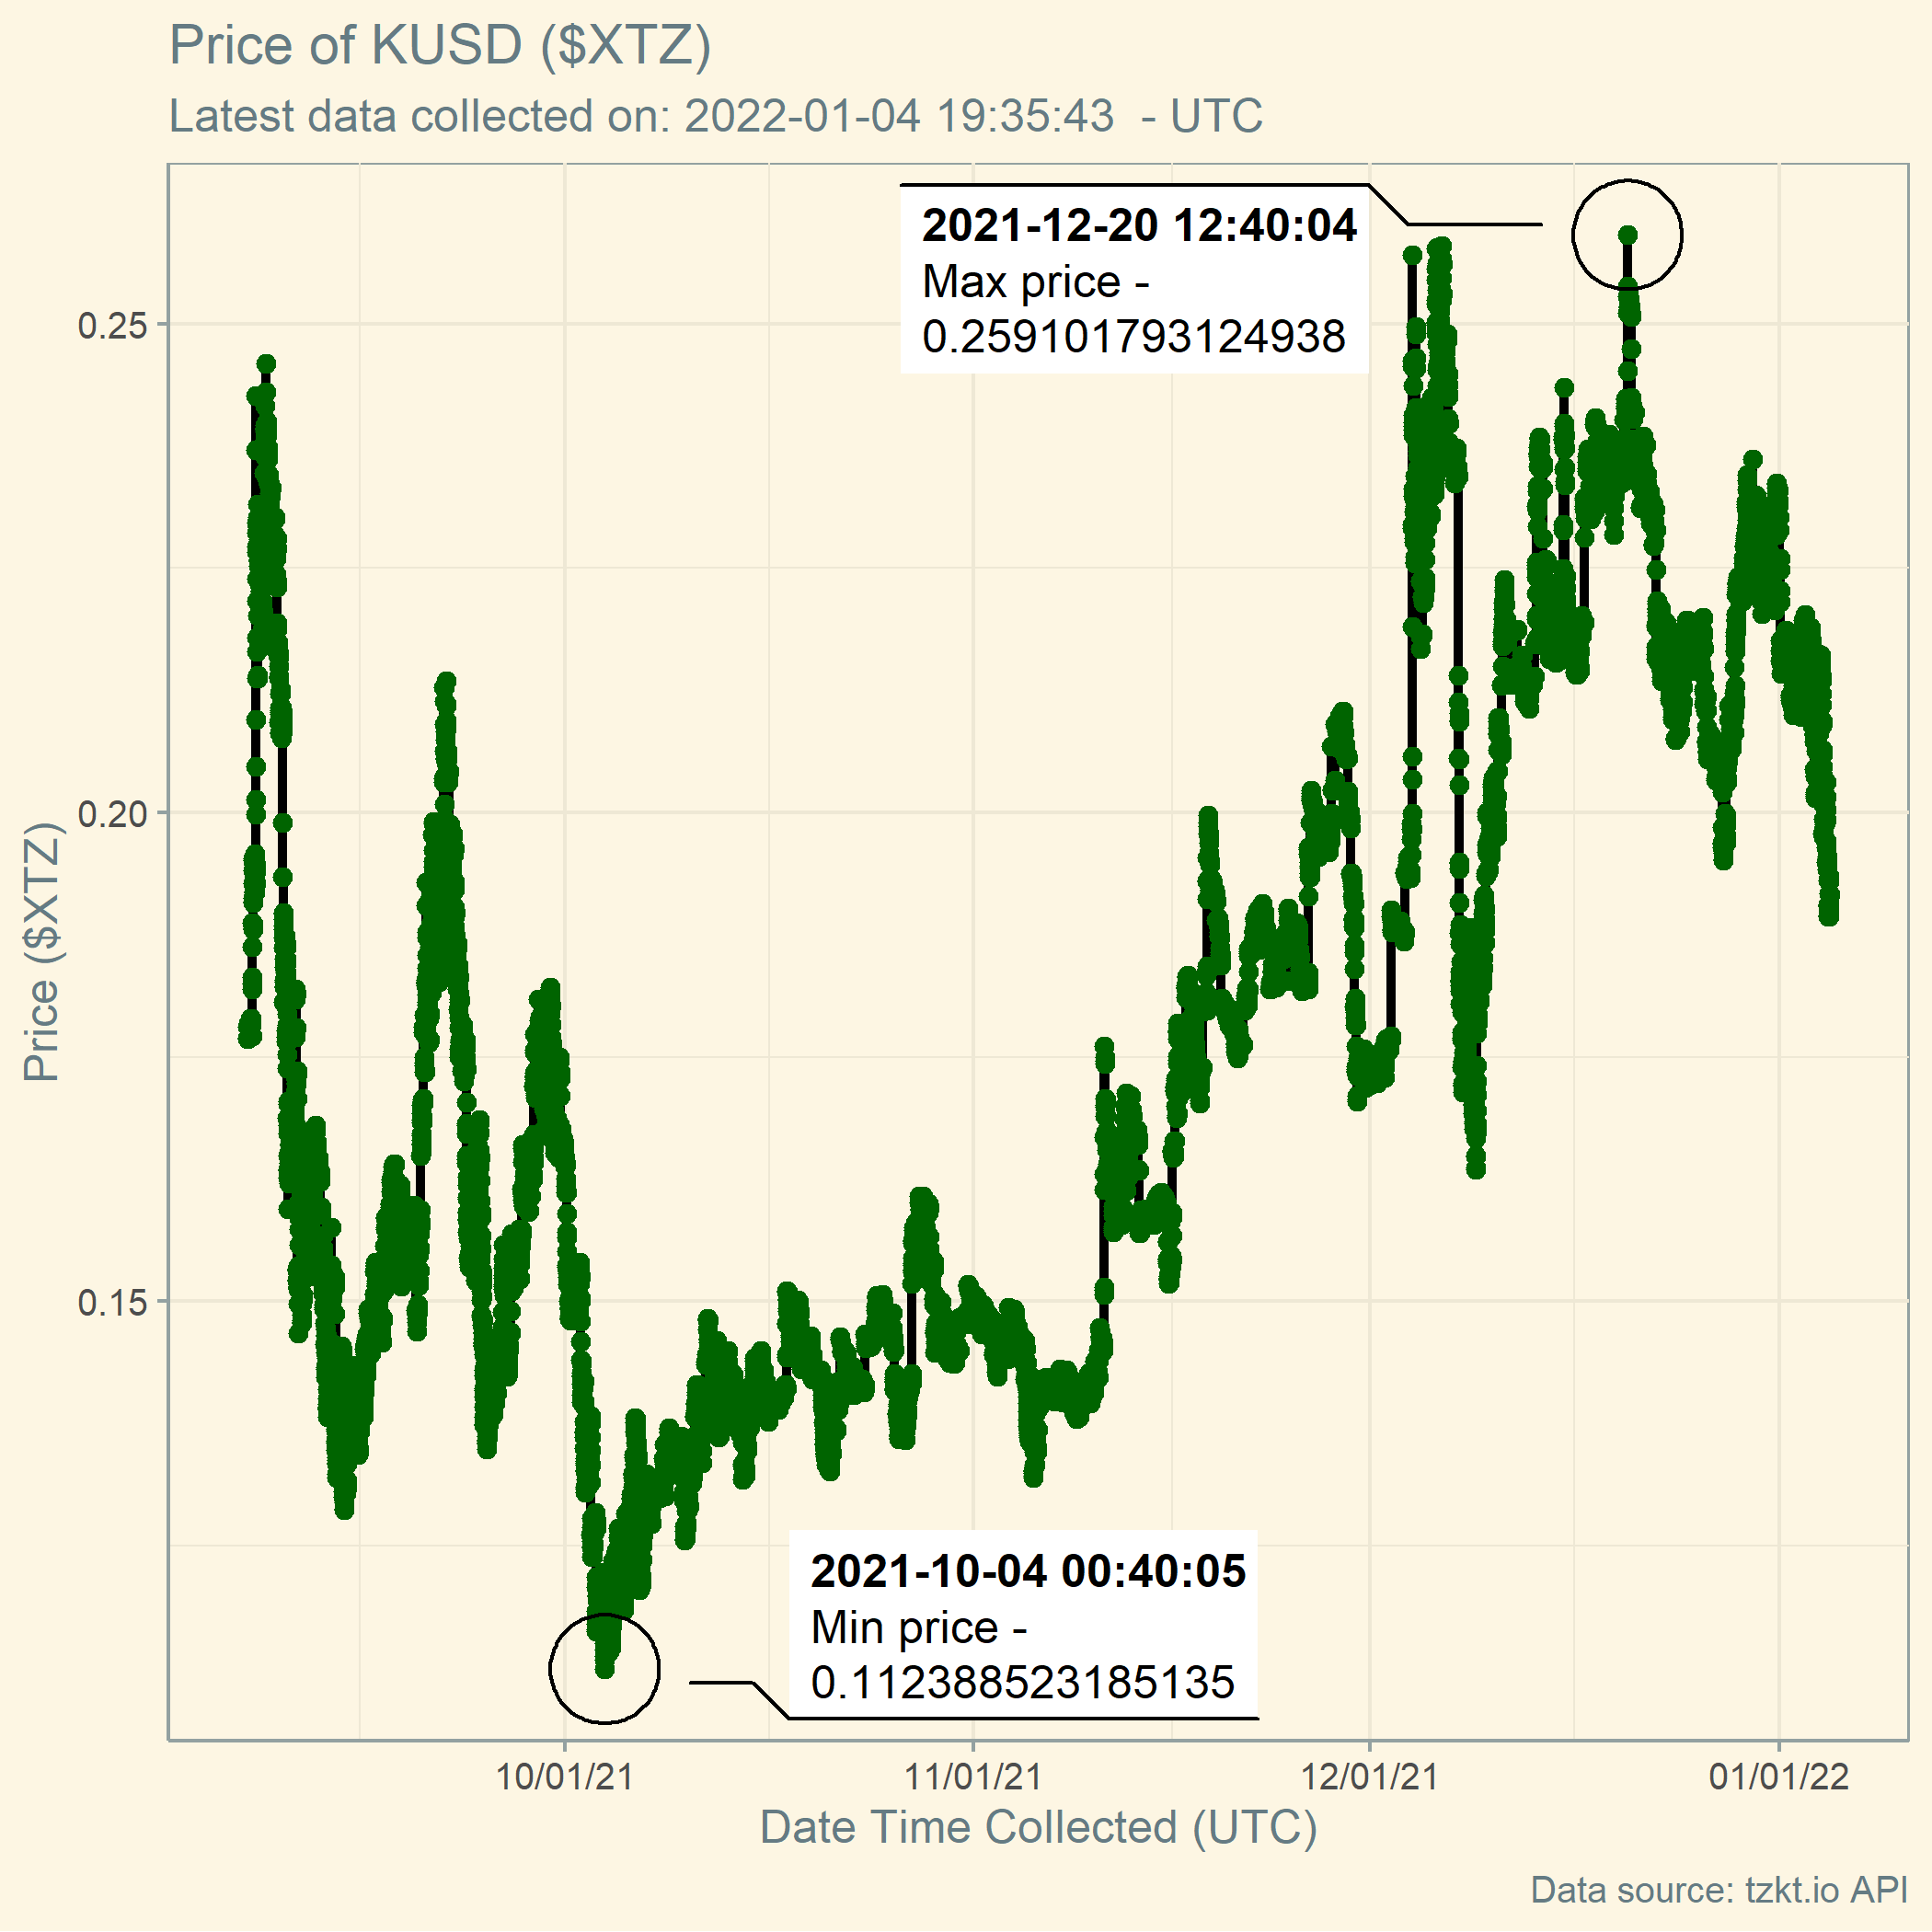 Price of KUSD ($XTZ)
Latest data collected on: 2022-01-04 19:35:43  - UTC
2021-12-20 12:40:04
Max price -
0.259101793124938
0.25
0.20
0.15
Price ($XTZ)
2021-10-04 00:40:05
Min price -
0.112388523185135
10/01/21
11/01/21
12/01/21
01/01/22
Date Time Collected (UTC)
Data source: tzkt.io API